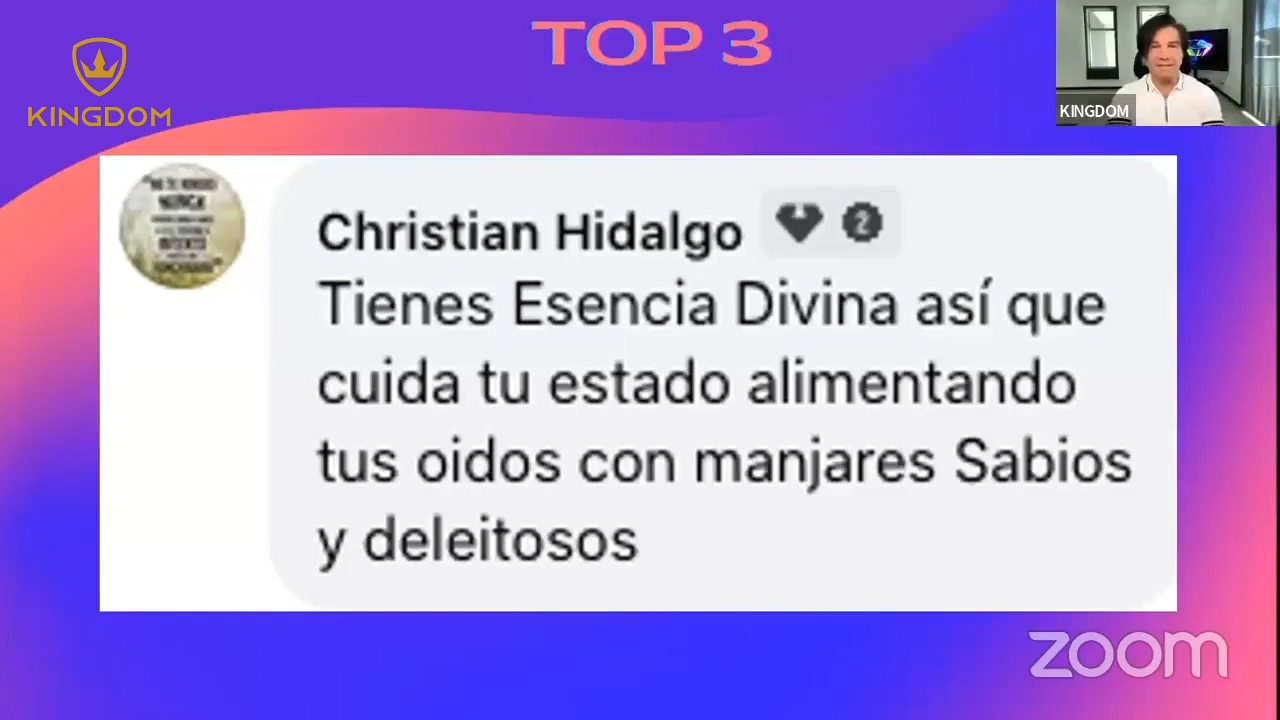 TOP 3
KINGDOM
KINGDOM
Christian Hidalgo 2
Tienes Esencia Divina así que
cuida tu estado alimentando
tus oidos con manjares Sabios
y deleitosos
zoom